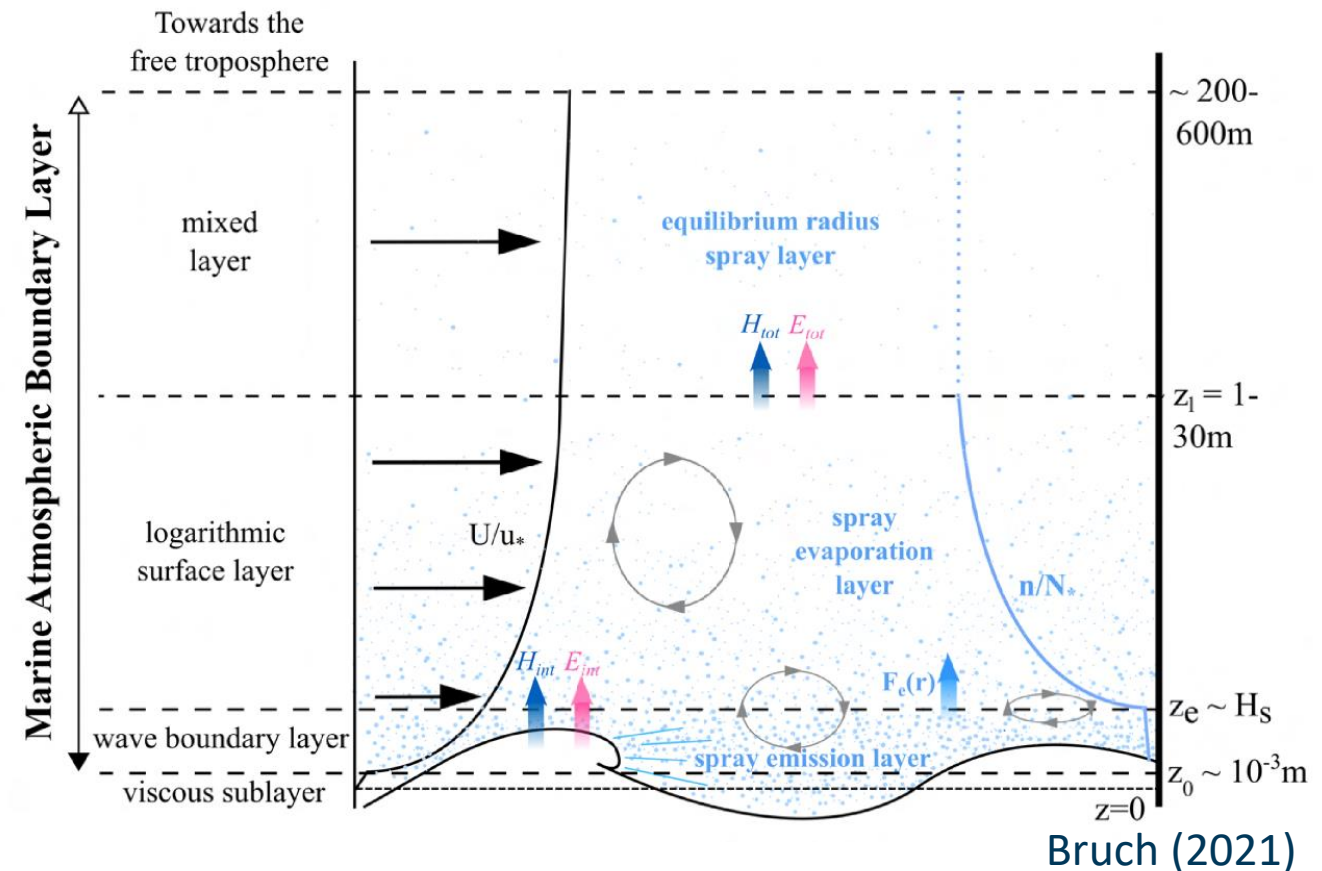 Towards the
free troposphere
~ 200-
600m
Marine Atmospheric Boundary Layer
mixed
layer
equilibrium radius
spray layer
H_tot E_tot
z_l = 1-
30m
logarithmic
surface layer
U/u*
spray
evaporation
layer
n/N*
H_int E_int
F_e(r)
z_e ~ H_s
wave boundary layer
spray emission layer
z_0 ~ 10^-3m
viscous sublayer
z=0
Bruch (2021)